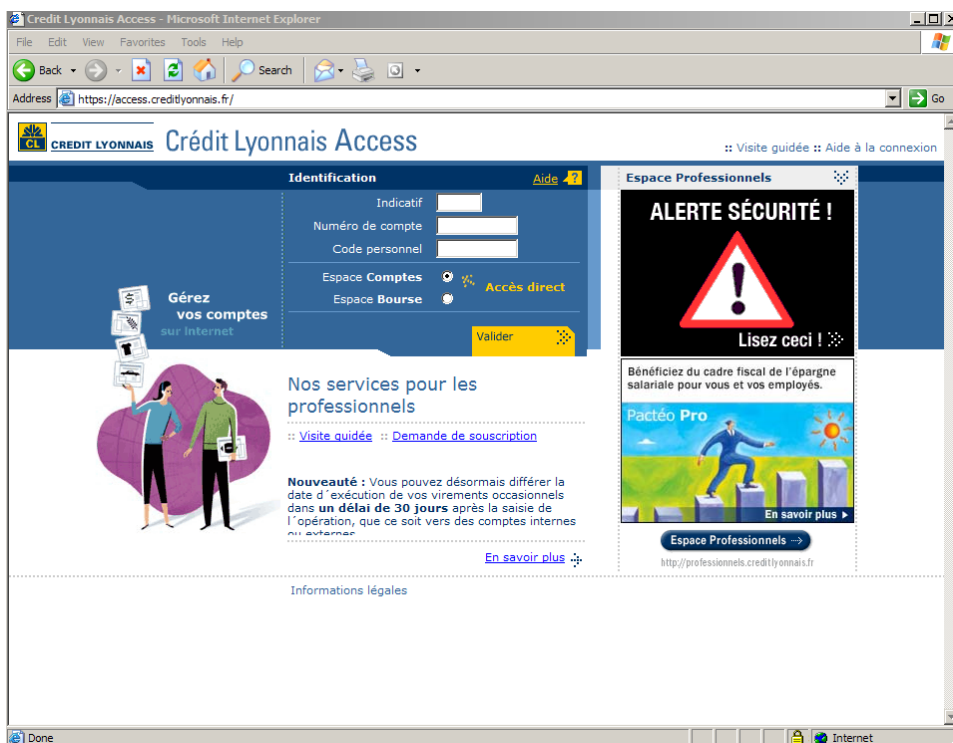 Credit Lyonnais Access - Microsoft Internet Explorer
File Edit View Favorites Tools Help
Back Search
Address https://access.creditlyonnais.fr/ Go
CL CREDIT LYONNAIS Crédit Lyonnais Access
:: Visite guidée :: Aide à la connexion
Identification Aide ?
Indicatif
Numéro de compte
Code personnel
Espace Comptes
Accès direct
Espace Bourse
Valider
Gérez
vos comptes
sur internet
Nos services pour les
professionnels
:: Visite guidée :: Demande de souscription
Nouveauté : Vous pouvez désormais différer la
date d´exécution de vos virements occasionnels
dans un délai de 30 jours après la saisie de
l´opération, que ce soit vers des comptes internes
ou externes
En savoir plus
Informations légales
Espace Professionnels
ALERTE SÉCURITÉ !
!
Lisez ceci !
Bénéficiez du cadre fiscal de l'épargne
salariale pour vous et vos employés.
Pactéo Pro
En savoir plus
Espace Professionnels
http://professionnels.creditlyonnais.fr
Done Internet